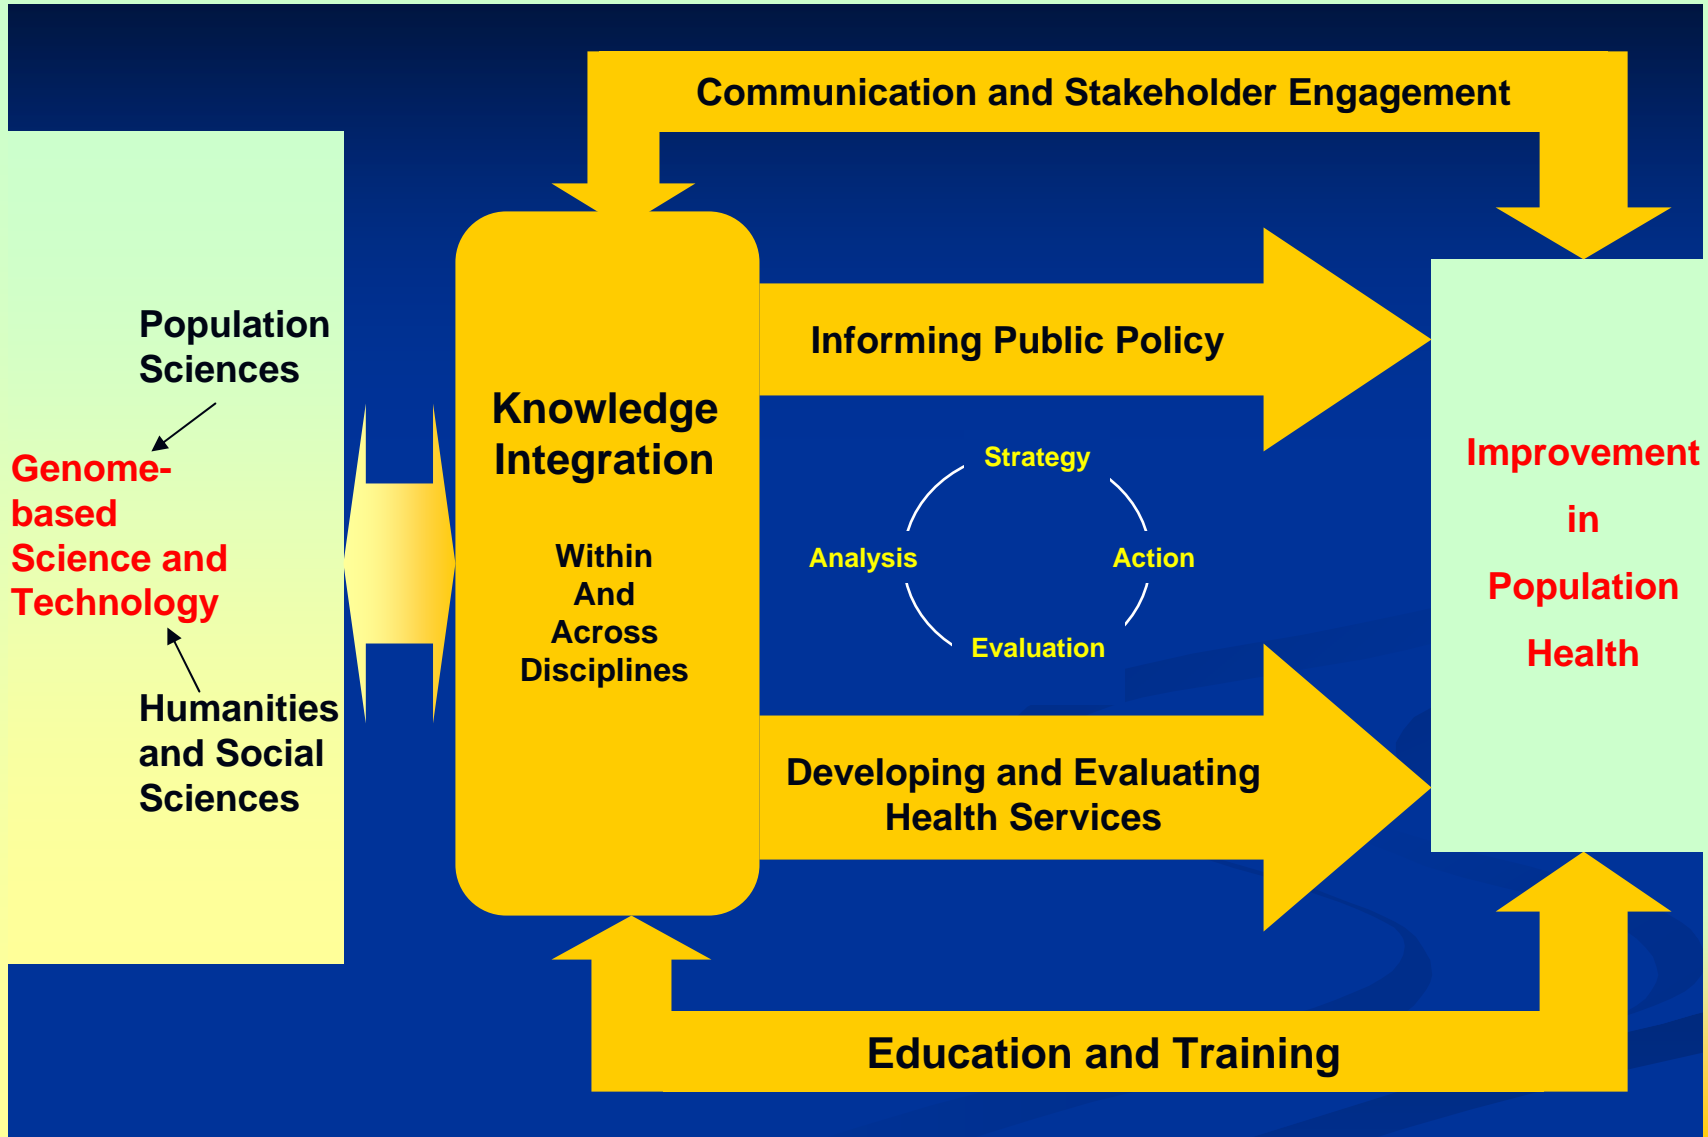 Communication and Stakeholder Engagement
Population
Sciences
Genome-
based
Science and
Technology
Humanities
and Social
Sciences
Knowledge
Integration
Within
And
Across
Disciplines
Informing Public Policy
Strategy
Analysis
Action
Evaluation
Developing and Evaluating
Health Services
Improvement
in
Population
Health
Education and Training